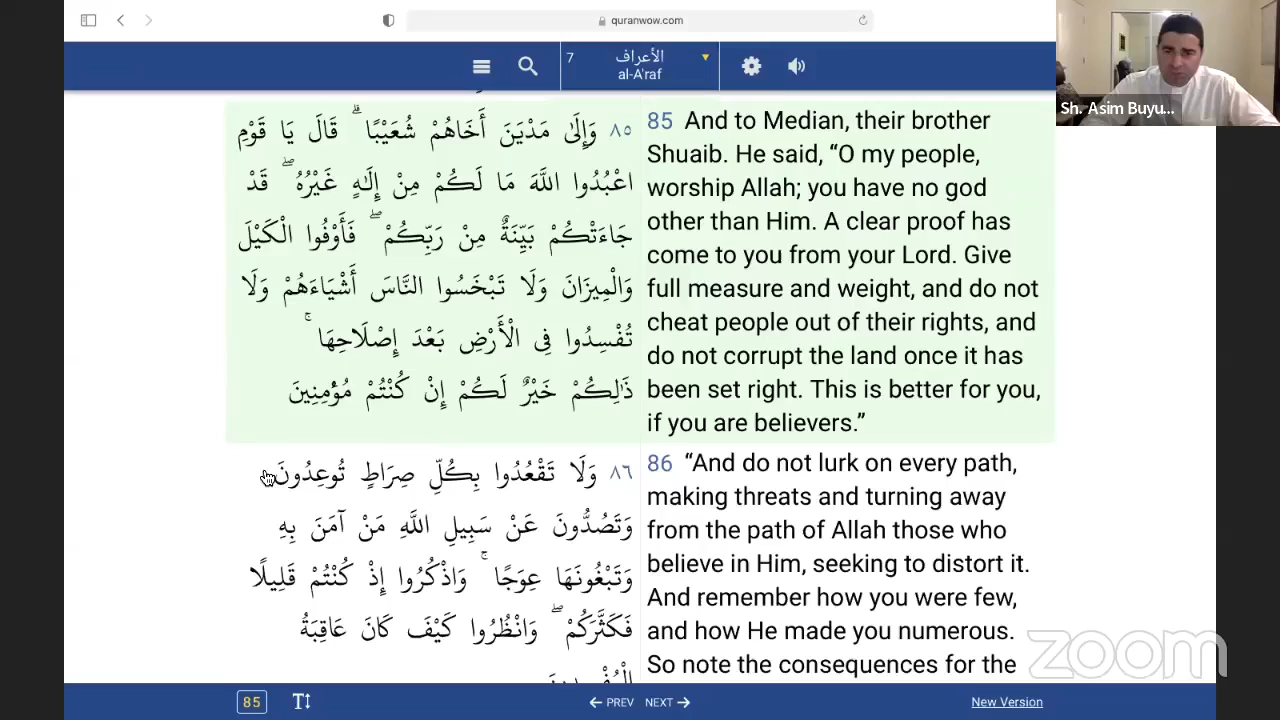 quranwow.com
7
الأعراف
al-A'raf
Sh. Asim Buyu...
٨٥ وَإِلَىٰ مَدْيَنَ أَخَاهُمْ شُعَيْبًا ۗ قَالَ يَا قَوْمِ
اعْبُدُوا اللَّهَ مَا لَكُمْ مِنْ إِلَٰهٍ غَيْرُهُ ۖ قَدْ
جَاءَتْكُمْ بَيِّنَةٌ مِنْ رَبِّكُمْ ۖ فَأَوْفُوا الْكَيْلَ
وَالْمِيزَانَ وَلَا تَبْخَسُوا النَّاسَ أَشْيَاءَهُمْ وَلَا
تُفْسِدُوا فِي الْأَرْضِ بَعْدَ إِصْلَاحِهَا ۚ
ذَٰلِكُمْ خَيْرٌ لَكُمْ إِنْ كُنْتُمْ مُؤْمِنِينَ
85 And to Median, their brother
Shuaib. He said, “O my people,
worship Allah; you have no god
other than Him. A clear proof has
come to you from your Lord. Give
full measure and weight, and do not
cheat people out of their rights, and
do not corrupt the land once it has
been set right. This is better for you,
if you are believers.”
٨٦ وَلَا تَقْعُدُوا بِكُلِّ صِرَاطٍ تُوعِدُونَ
وَتَصُدُّونَ عَنْ سَبِيلِ اللَّهِ مَنْ آمَنَ بِهِ
وَتَبْغُونَهَا عِوَجًا ۚ وَاذْكُرُوا إِذْ كُنْتُمْ قَلِيلًا
فَكَثَّرَكُمْ ۖ وَانْظُرُوا كَيْفَ كَانَ عَاقِبَةُ
86 “And do not lurk on every path,
making threats and turning away
from the path of Allah those who
believe in Him, seeking to distort it.
And remember how you were few,
and how He made you numerous.
So note the consequences for the
zoom
85
T
PREV NEXT
New Version